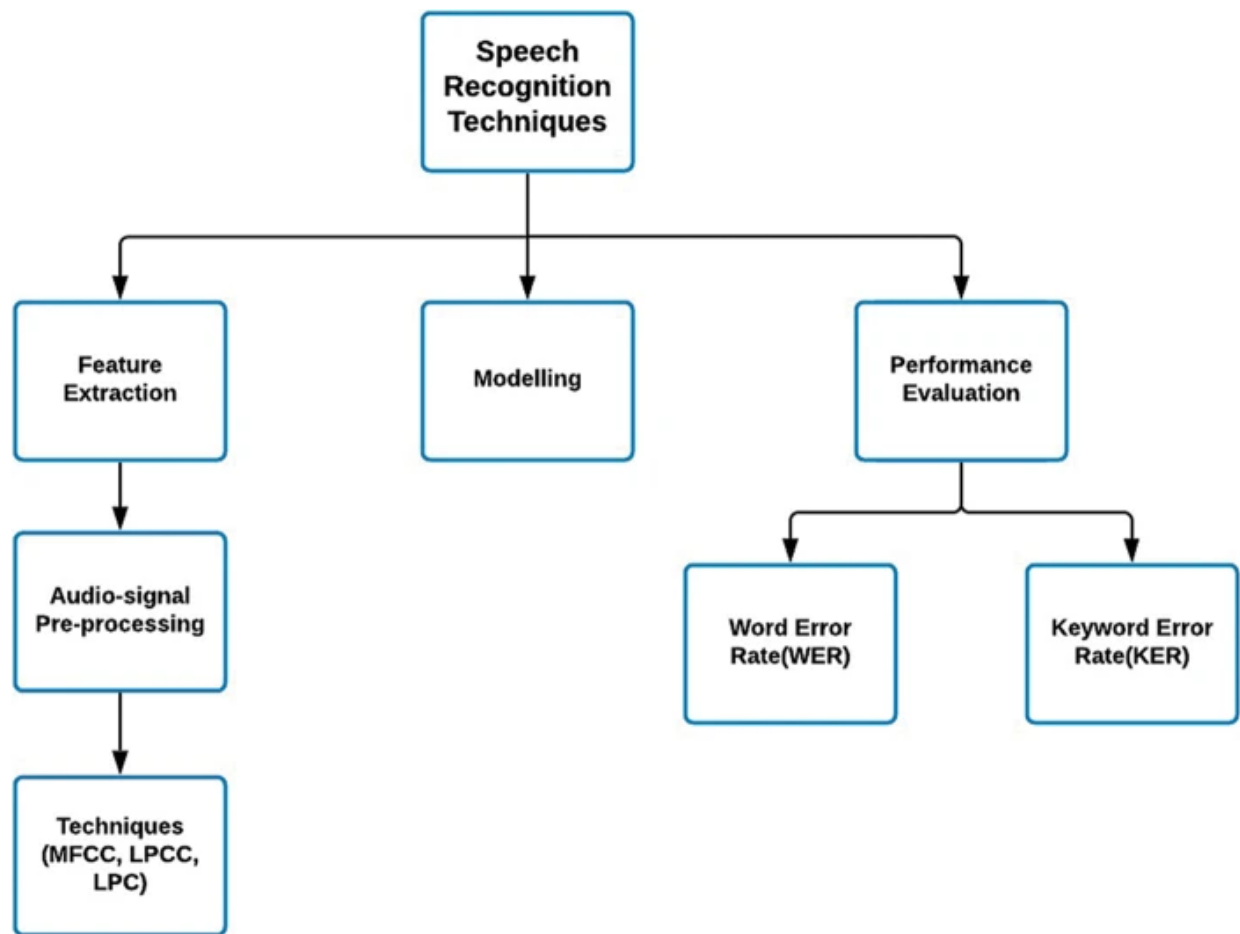 Speech
Recognition
Techniques
Feature
Extraction
Modelling
Performance
Evaluation
Audio-signal
Pre-processing
Word Error
Rate(WER)
Keyword Error
Rate(KER)
Techniques
(MFCC, LPCC,
LPC)